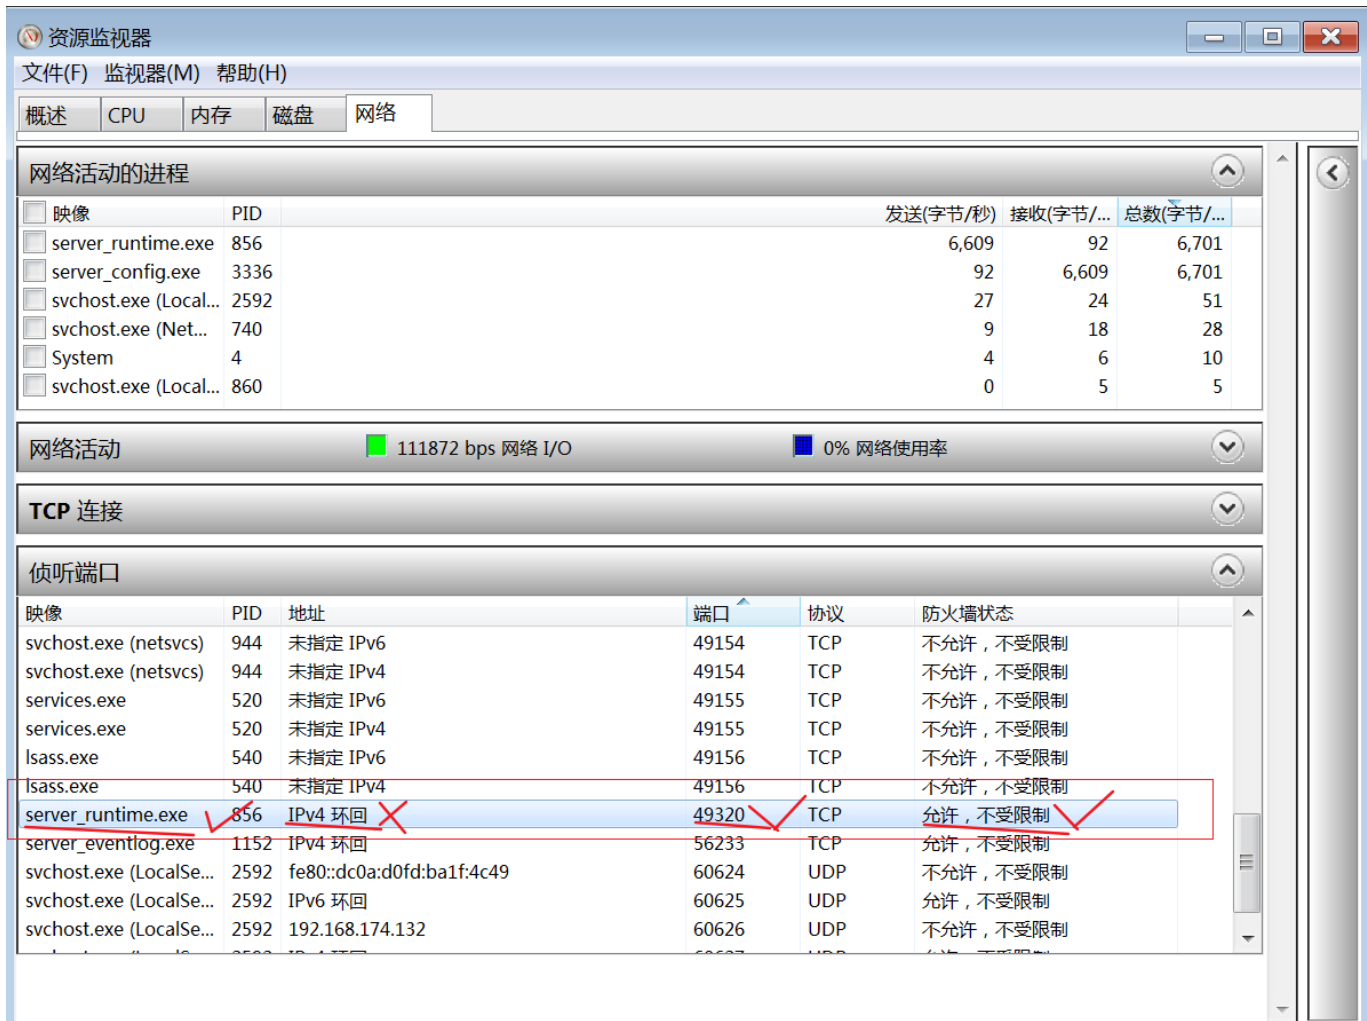 资源监视器
文件(F) 监视器(M) 帮助(H)
概述 CPU 内存 磁盘 网络
网络活动的进程
映像 PID 发送(字节/秒) 接收(字节/... 总数(字节/...
server_runtime.exe 856 6,609 92 6,701
server_config.exe 3336 92 6,609 6,701
svchost.exe (Local... 2592 27 24 51
svchost.exe (Net... 740 9 18 28
System 4 4 6 10
svchost.exe (Local... 860 0 5 5
网络活动 111872 bps 网络 I/O 0% 网络使用率
TCP 连接
侦听端口
映像 PID 地址 端口 协议 防火墙状态
svchost.exe (netsvcs) 944 未指定 IPv6 49154 TCP 不允许，不受限制
svchost.exe (netsvcs) 944 未指定 IPv4 49154 TCP 不允许，不受限制
services.exe 520 未指定 IPv6 49155 TCP 不允许，不受限制
services.exe 520 未指定 IPv4 49155 TCP 不允许，不受限制
lsass.exe 540 未指定 IPv6 49156 TCP 不允许，不受限制
lsass.exe 540 未指定 IPv4 49156 TCP 不允许，不受限制
server_runtime.exe 856 IPv4 环回 49320 TCP 允许，不受限制
server_eventlog.exe 1152 IPv4 环回 56233 TCP 允许，不受限制
svchost.exe (LocalSe... 2592 fe80::dc0a:d0fd:ba1f:4c49 60624 UDP 不允许，不受限制
svchost.exe (LocalSe... 2592 IPv6 环回 60625 UDP 允许，不受限制
svchost.exe (LocalSe... 2592 192.168.174.132 60626 UDP 不允许，不受限制